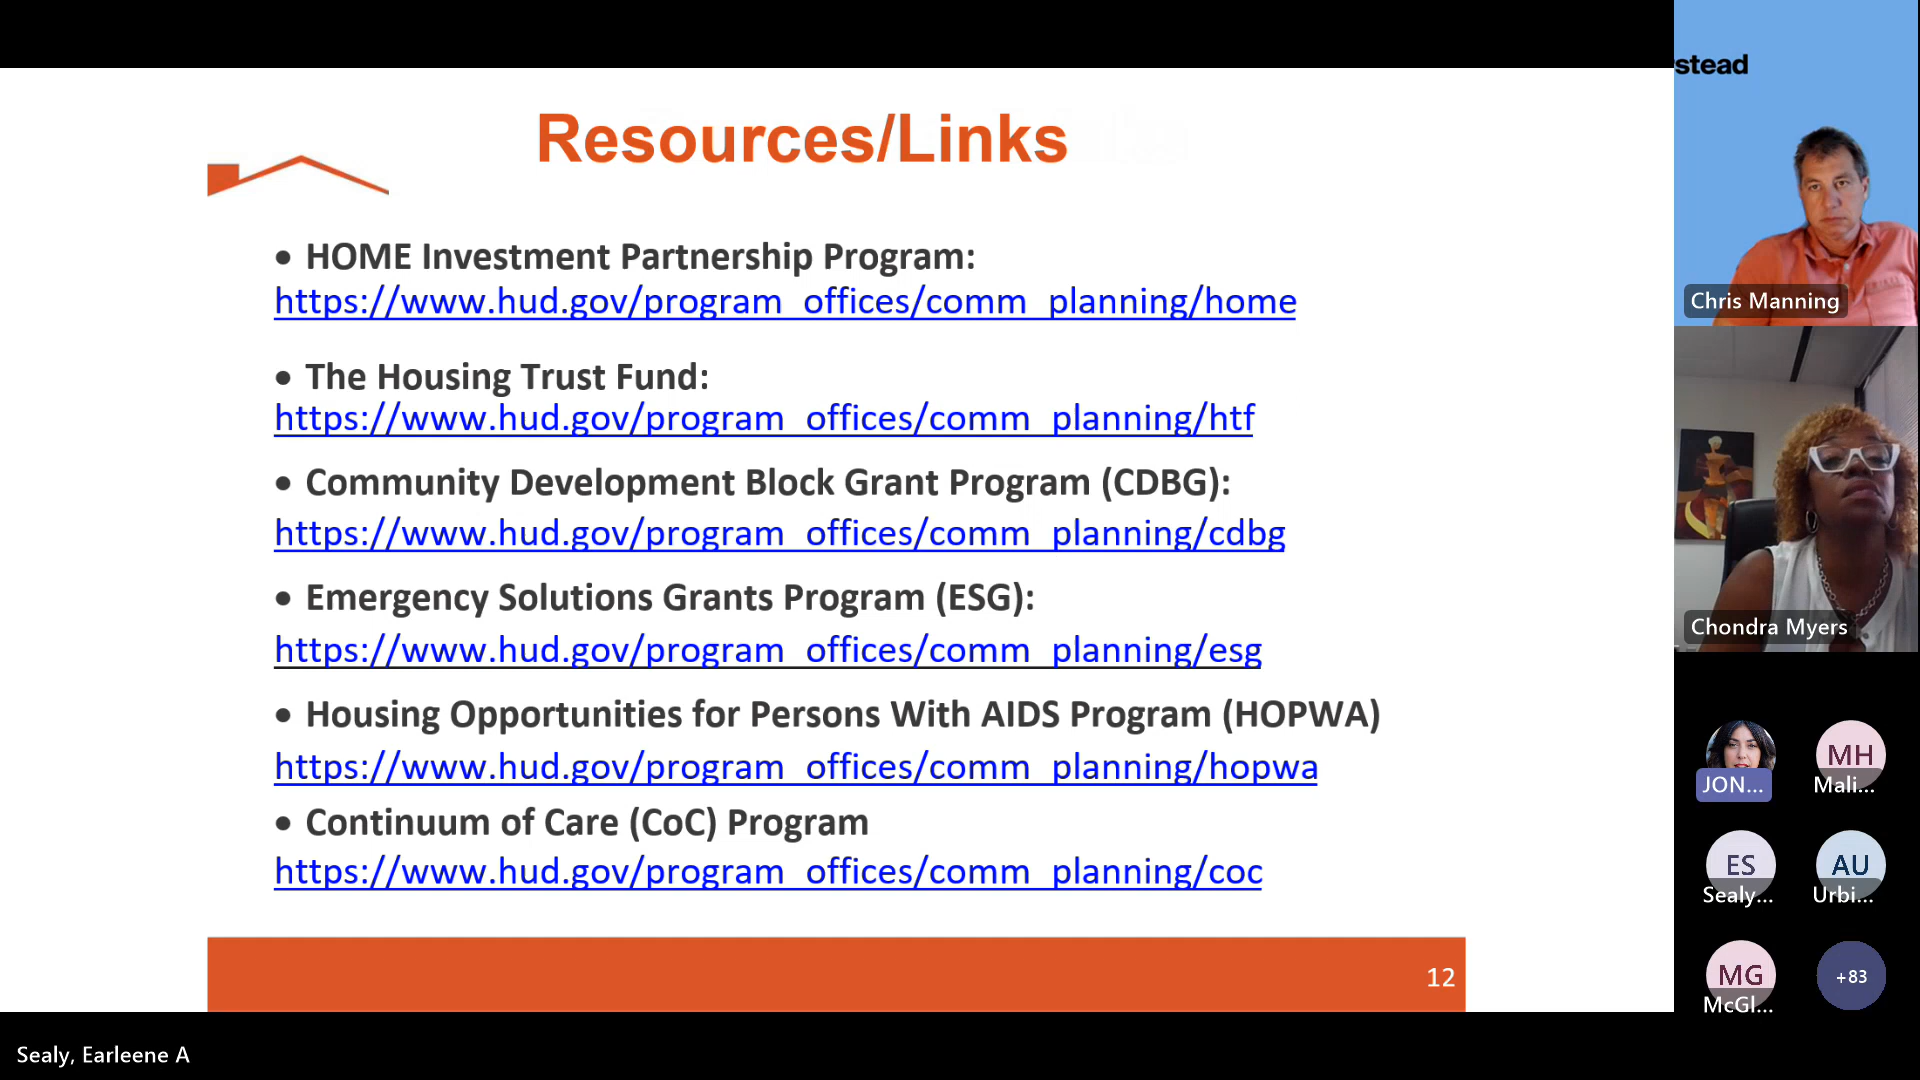 Resources/Links
• HOME Investment Partnership Program:
https://www.hud.gov/program_offices/comm_planning/home
• The Housing Trust Fund:
https://www.hud.gov/program_offices/comm_planning/htf
• Community Development Block Grant Program (CDBG):
https://www.hud.gov/program_offices/comm_planning/cdbg
• Emergency Solutions Grants Program (ESG):
https://www.hud.gov/program_offices/comm_planning/esg
• Housing Opportunities for Persons With AIDS Program (HOPWA)
https://www.hud.gov/program_offices/comm_planning/hopwa
• Continuum of Care (CoC) Program
https://www.hud.gov/program_offices/comm_planning/coc
12
stead
Chris Manning
Chondra Myers
JON...
MH
Mali...
ES
Sealy...
AU
Urbi...
MG
McGl...
+83
Sealy, Earleene A